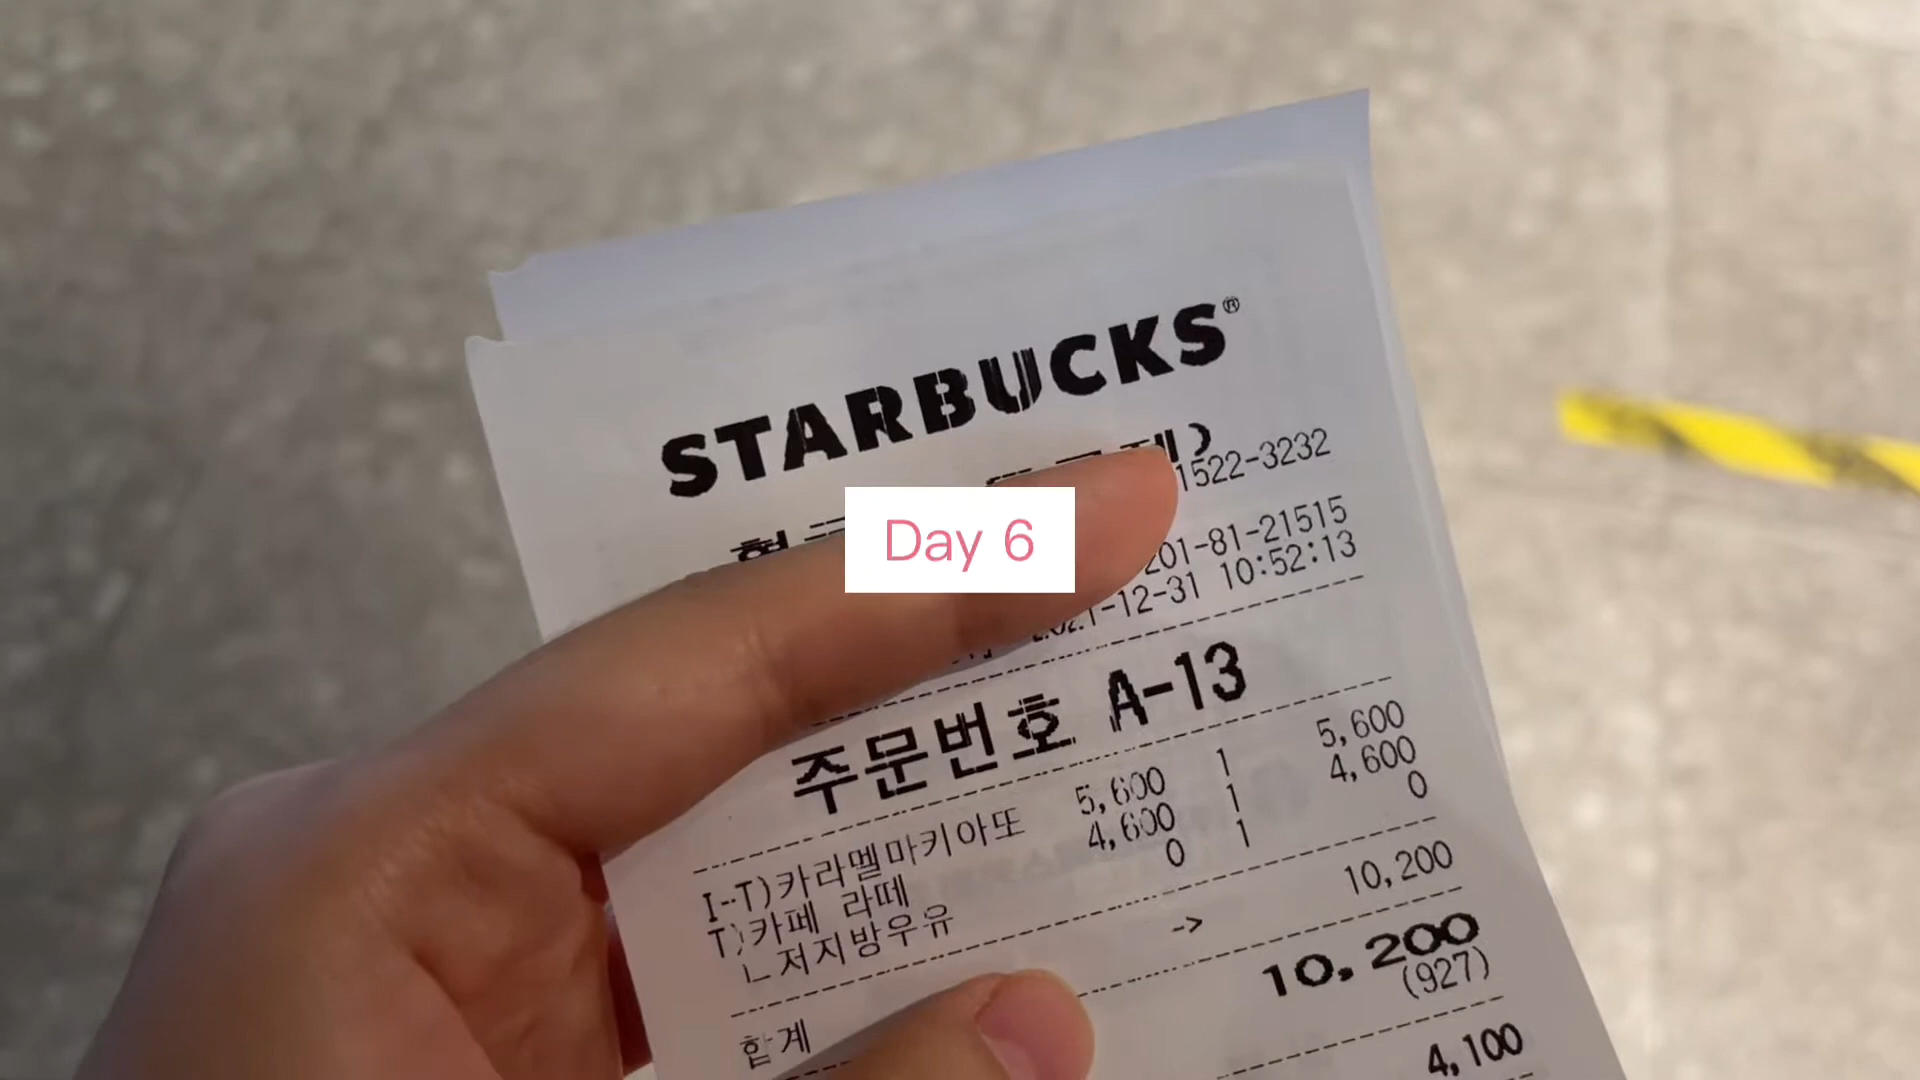 STARBUCKS®
1522-3232
201-81-21515
-12-31 10:52:13
Day 6
주문번호 A-13
I-T)카라멜마키아또 5,600 1 5,600
T)카페 라떼 4,600 1 4,600
ㄴ저지방우유 0 1 0
합계 -> 10,200
10,200
(927)
4,100